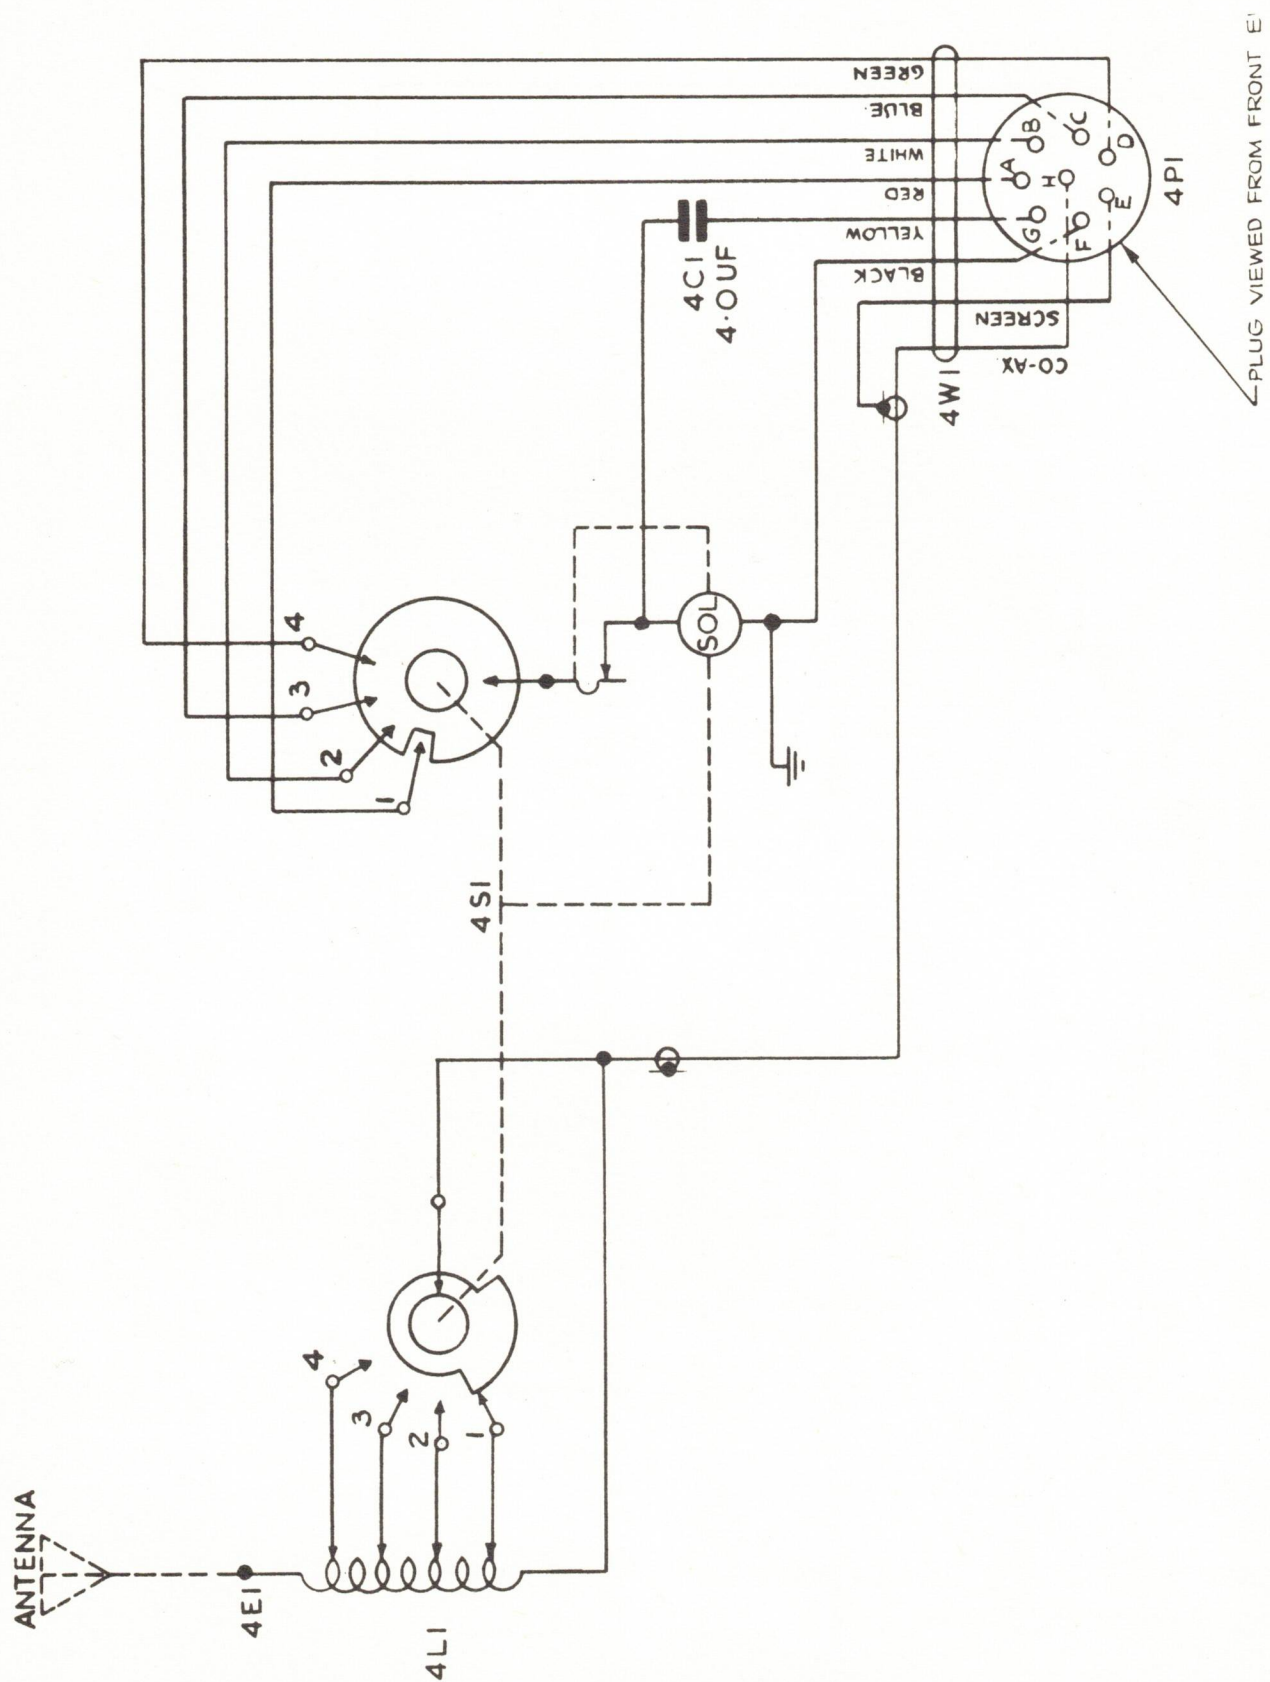 ANTENNA
4E1
4L1
4
3
2
1
4S1
4
3
2
1
SOL
4C1
4.0UF
GREEN
BLUE
WHITE
RED
YELLOW
BLACK
SCREEN
CO-AX
4W1
A
B
C
D
E
F
G
H
4P1
PLUG VIEWED FROM FRONT